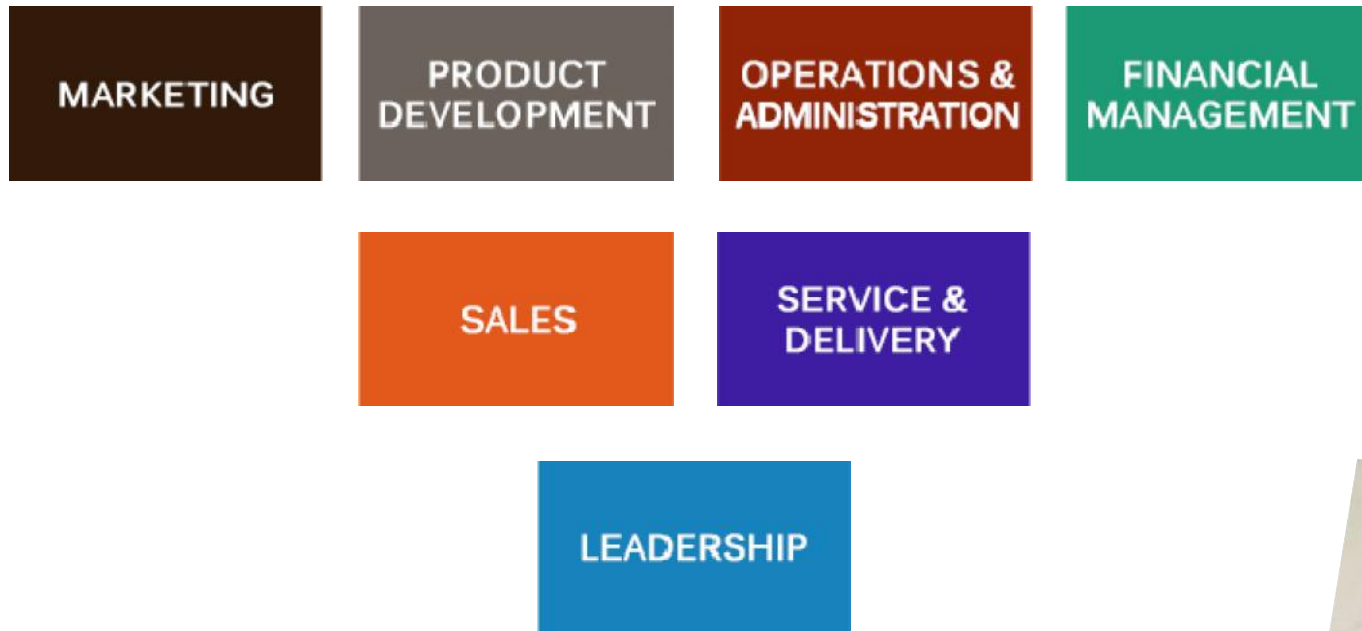 MARKETING
PRODUCT
DEVELOPMENT
OPERATIONS &
ADMINISTRATION
FINANCIAL
MANAGEMENT
SALES
SERVICE &
DELIVERY
LEADERSHIP